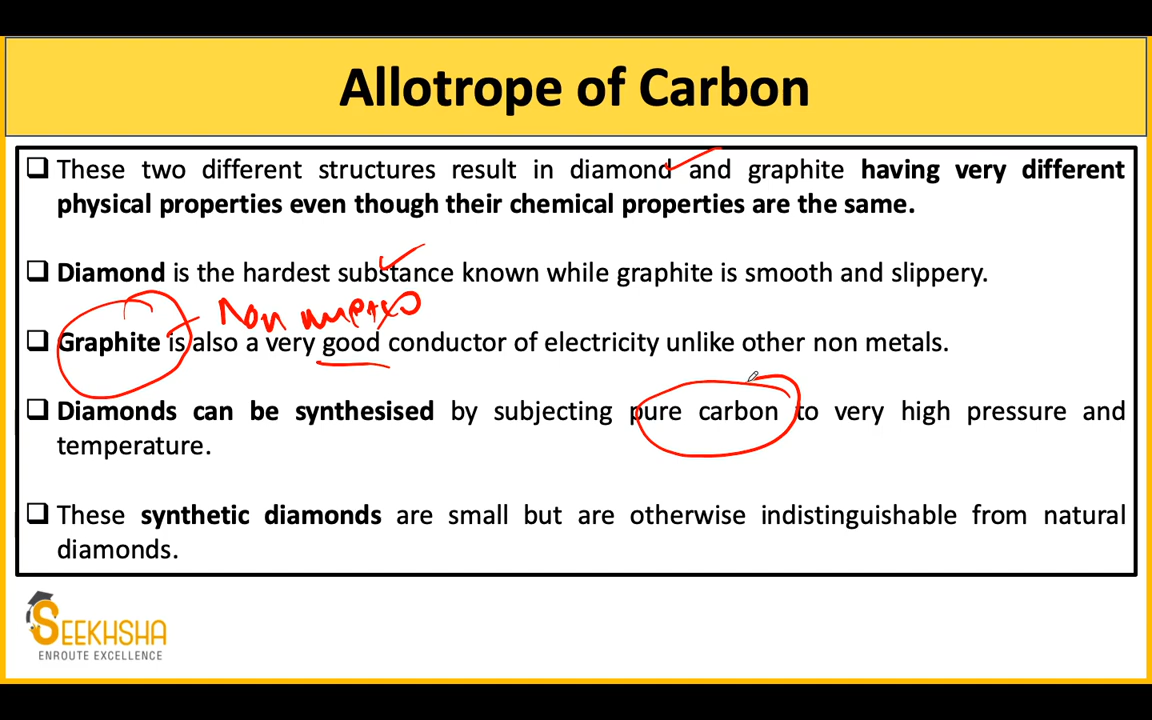 Allotrope of Carbon
These two different structures result in diamond and graphite having very different
physical properties even though their chemical properties are the same.
Diamond is the hardest substance known while graphite is smooth and slippery.
Non
Graphite is also a very good conductor of electricity unlike other non metals.
Diamonds can be synthesised by subjecting pure carbon to very high pressure and
temperature.
These synthetic diamonds are small but are otherwise indistinguishable from natural
diamonds.
SEEKHSHA
ENROUTE EXCELLENCE